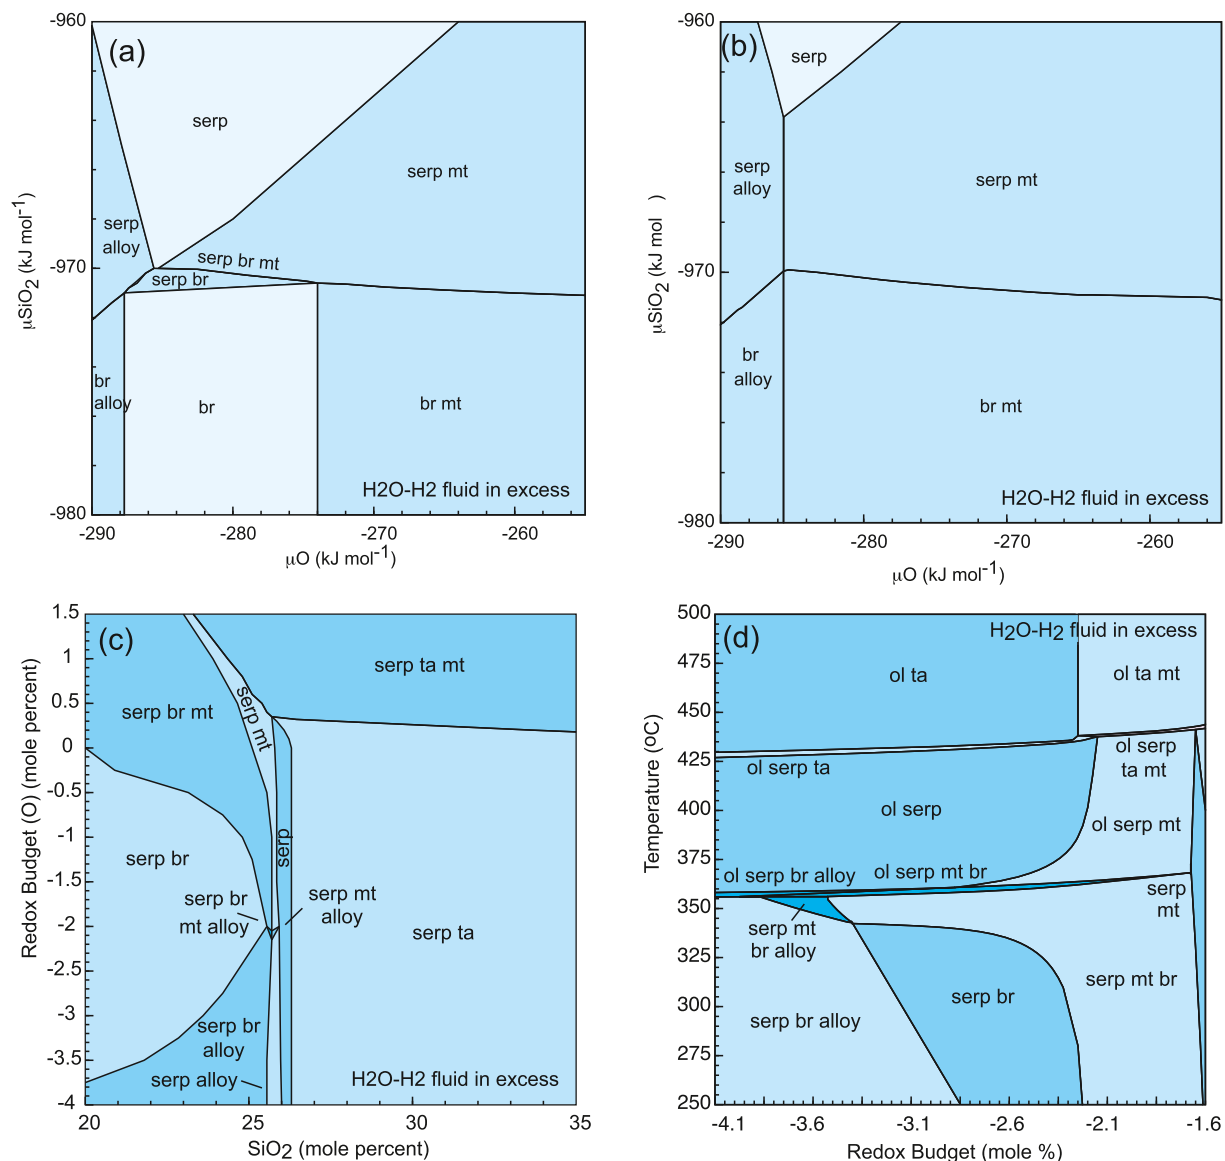 -960
(a)
serp
serp mt
serp
alloy
-970
serp br mt
serp br
br
alloy
br
br mt
H2O-H2 fluid in excess
-980
-290
-280
-270
-260
µSiO2 (kJ mol-1)
µO (kJ mol-1)
-960
(b)
serp
serp
alloy
serp mt
-970
br
alloy
br mt
H2O-H2 fluid in excess
-980
-290
-280
-270
-260
µSiO2 (kJ mol )
µO (kJ mol-1)
1.5
1
0.5
0
-0.5
-1
-1.5
-2
-2.5
-3
-3.5
-4
(c)
serp ta mt
serp br mt
serp mt
serp br
serp
serp br
mt alloy
serp mt
alloy
serp ta
serp br
alloy
serp alloy
H2O-H2 fluid in excess
20
25
30
35
Redox Budget (O) (mole percent)
SiO2 (mole percent)
500
475
450
425
400
375
350
325
300
275
250
(d)
H2O-H2 fluid in excess
ol ta
ol ta mt
ol serp ta
ol serp
ta mt
ol serp
ol serp mt
ol serp br alloy
ol serp mt br
serp
mt
serp mt
br alloy
serp br
serp mt br
serp br alloy
-4.1
-3.6
-3.1
-2.6
-2.1
-1.6
Temperature (oC)
Redox Budget (mole %)